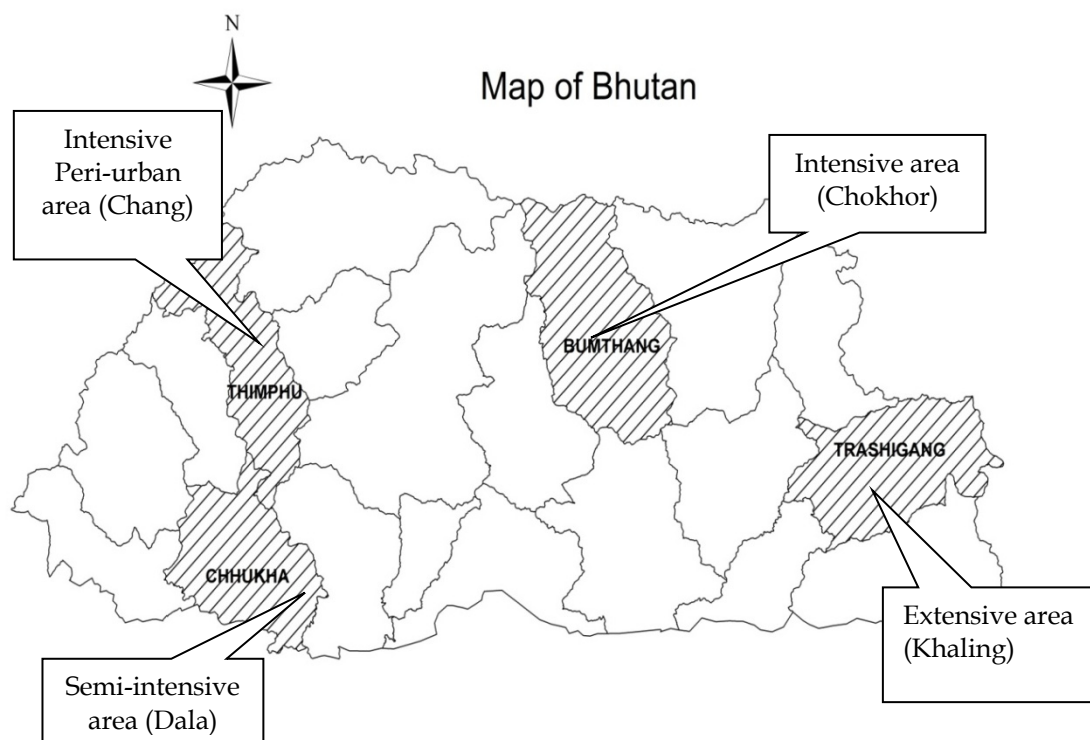 N
Map of Bhutan
Intensive
Peri-urban
area (Chang)
Intensive area
(Chokhor)
BUMTHANG
THIMPHU
TRASHIGANG
CHHUKHA
Extensive area
(Khaling)
Semi-intensive
area (Dala)